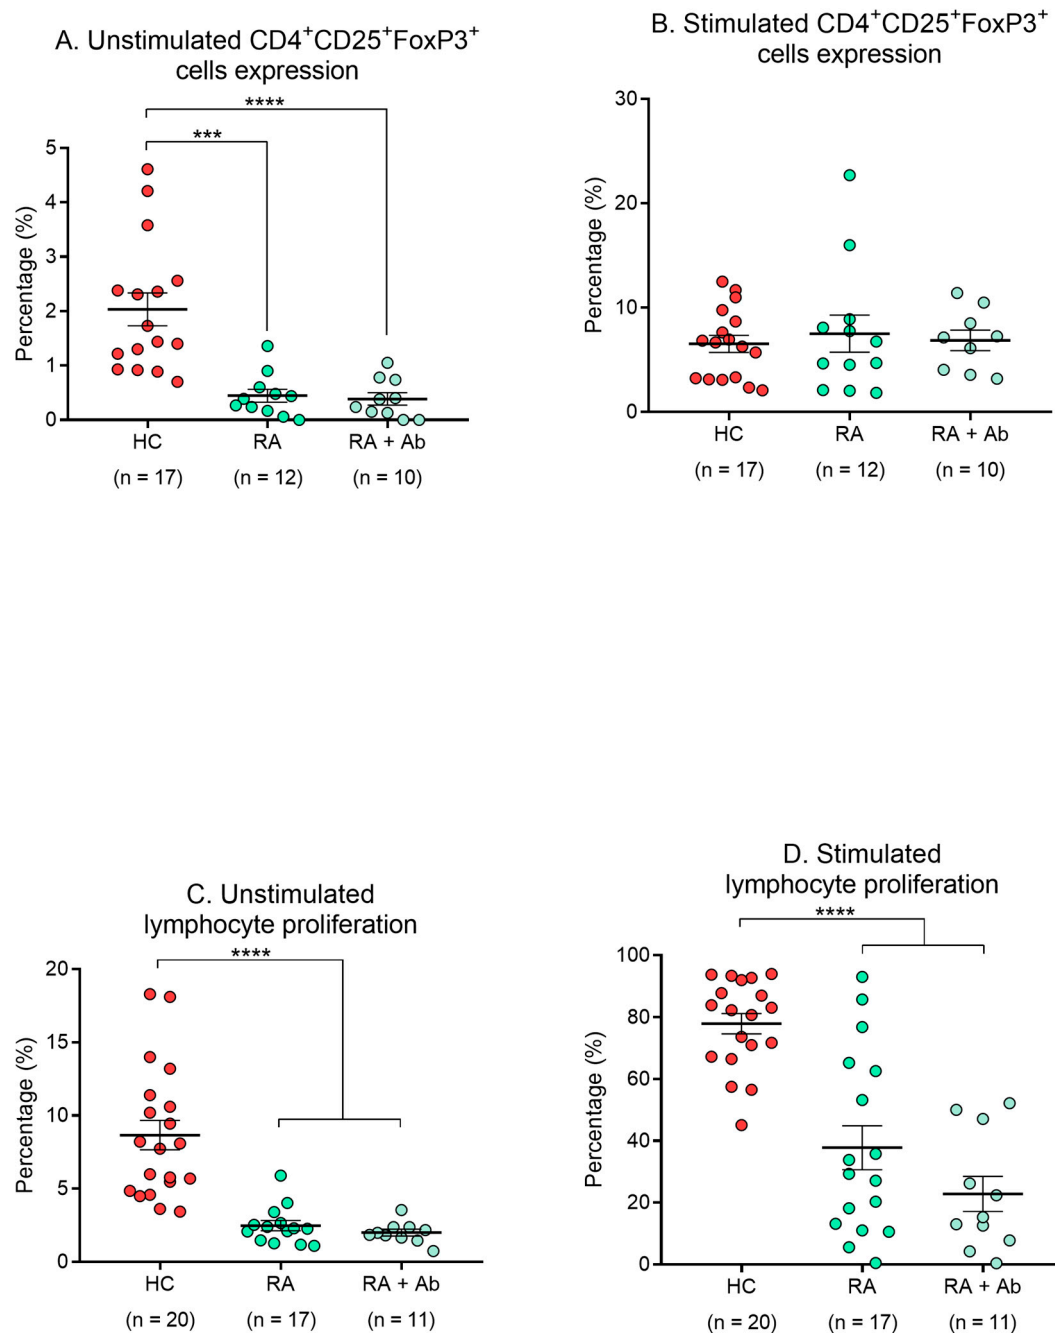 A. Unstimulated CD4⁺CD25⁺FoxP3⁺
cells expression
****
***
Percentage (%)
5
4
3
2
1
0
HC
RA
RA + Ab
(n = 17)
(n = 12)
(n = 10)
B. Stimulated CD4⁺CD25⁺FoxP3⁺
cells expression
Percentage (%)
30
20
10
0
HC
RA
RA + Ab
(n = 17)
(n = 12)
(n = 10)
C. Unstimulated
lymphocyte proliferation
****
Percentage (%)
20
15
10
5
0
HC
RA
RA + Ab
(n = 20)
(n = 17)
(n = 11)
D. Stimulated
lymphocyte proliferation
****
Percentage (%)
100
80
60
40
20
0
HC
RA
RA + Ab
(n = 20)
(n = 17)
(n = 11)